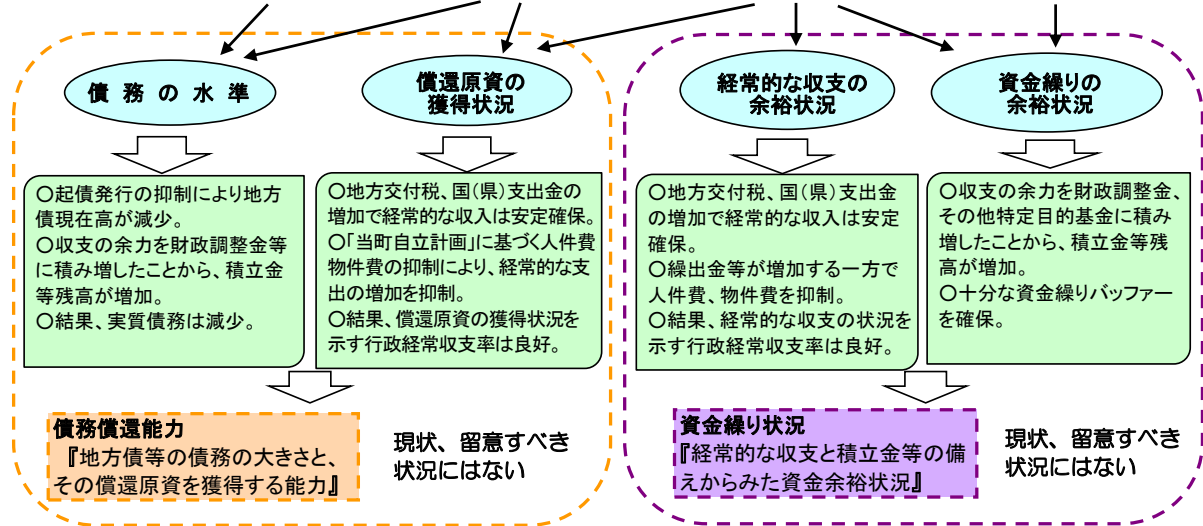 債務の水準
償還原資の
獲得状況
経常的な収支の
余裕状況
資金繰りの
余裕状況
○起債発行の抑制により地方
債現在高が減少。
○収支の余力を財政調整金等
に積み増したことから、積立金
等残高が増加。
○結果、実質債務は減少。
○地方交付税、国(県)支出金の
増加で経常的な収入は安定確保。
○「当町自立計画」に基づく人件費
物件費の抑制により、経常的な支
出の増加を抑制。
○結果、償還原資の獲得状況を
示す行政経常収支率は良好。
○地方交付税、国(県)支出金
の増加で経常的な収入は安定
確保。
○繰出金等が増加する一方で
人件費、物件費を抑制。
○結果、経常的な収支の状況を
示す行政経常収支率は良好。
○収支の余力を財政調整金、
その他特定目的基金に積み
増したことから、積立金等残
高が増加。
○十分な資金繰りバッファー
を確保。
債務償還能力
『地方債等の債務の大きさと、
その償還原資を獲得する能力』
現状、留意すべき
状況にはない
資金繰り状況
『経常的な収支と積立金等の備
えからみた資金余裕状況』
現状、留意すべき
状況にはない